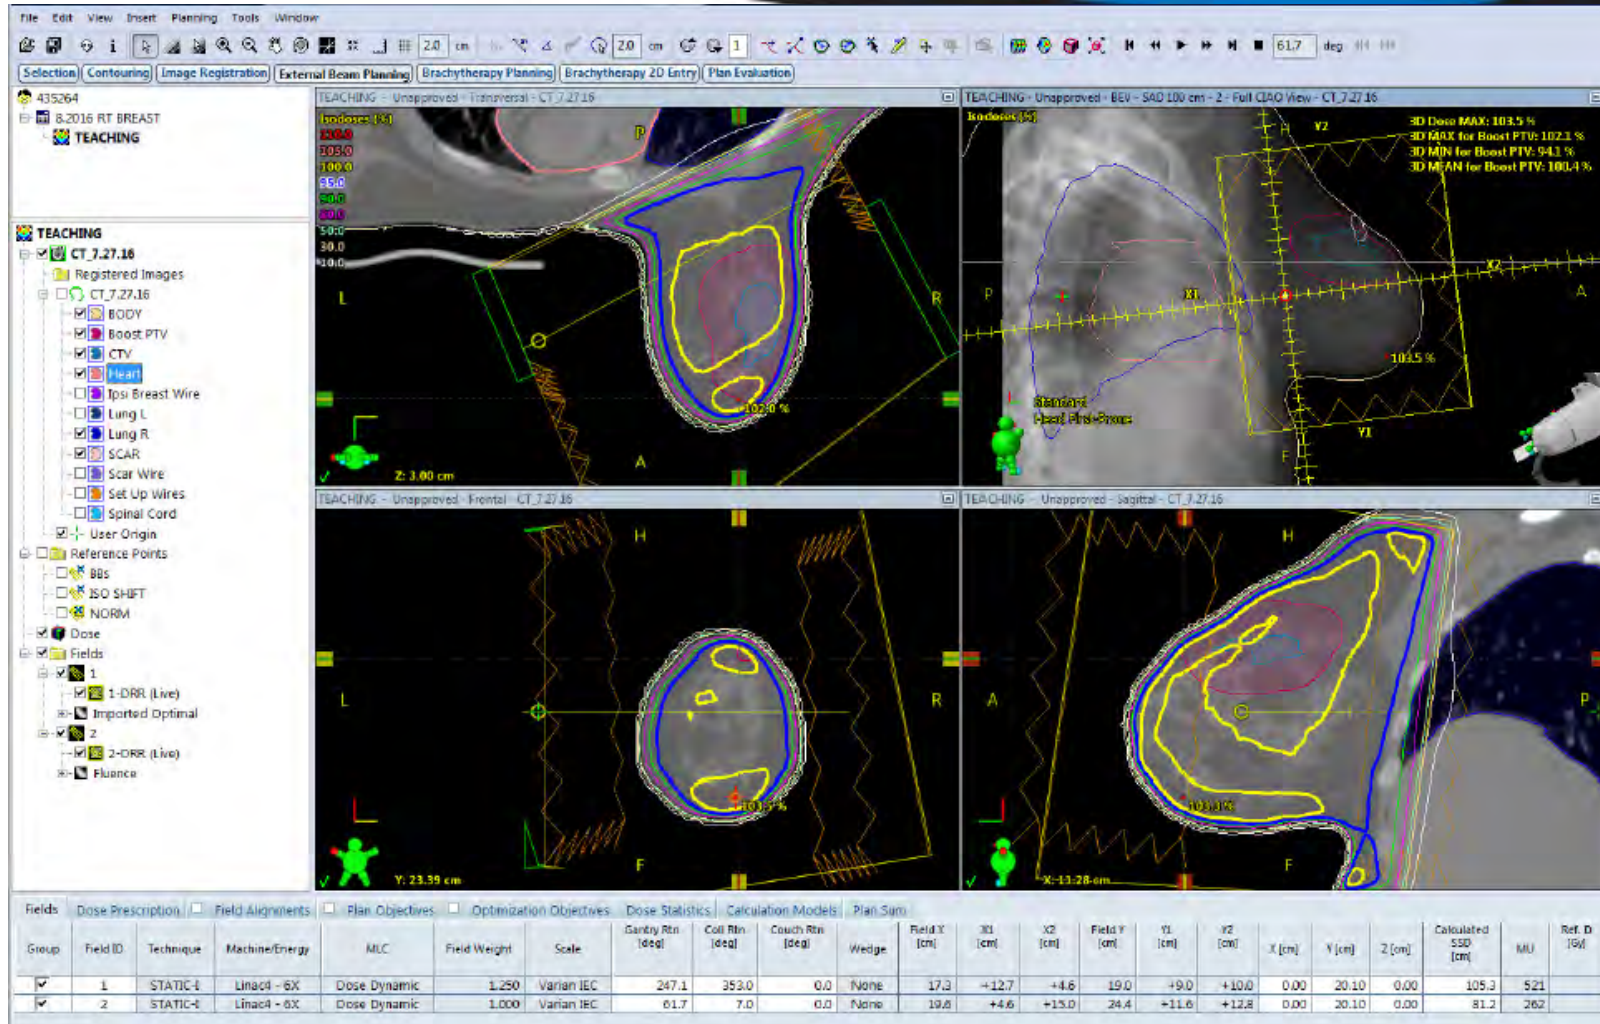 File Edit View Insert Planning Tools Window
2.0 cm 2.0 cm 1 61.7 deg
Selection Contouring Image Registration External Beam Planning Brachytherapy Planning Brachytherapy 2D Entry Plan Evaluation
435264
8.2016 RT BREAST
TEACHING
TEACHING
CT_7.27.16
Registered Images
CT_7.27.16
BODY
Boost PTV
CTV
Heart
Ipsi Breast Wire
Lung L
Lung R
SCAR
Scar Wire
Set Up Wires
Spinal Cord
User Origin
Reference Points
BBs
ISO SHIFT
NORM
Dose
Fields
1
1-DRR (Live)
Imported Optimal
2
2-DRR (Live)
Fluence
TEACHING - Unapproved - Transversal - CT_7.27.16
Isodoses [%]
110.0
105.0
100.0
95.0
90.0
50.0
30.0
10.0
P
L
R
A
102.0 %
Z: 3.00 cm
TEACHING - Unapproved - BEV - SAD 100 cm - 2 - Full CIAO View - CT_7.27.16
Isodoses [%]
H
Y2
3D Dose MAX: 103.5 %
3D MAX for Boost PTV: 102.1 %
3D MIN for Boost PTV: 94.1 %
3D MEAN for Boost PTV: 100.4 %
P
X1
X2
A
103.5 %
Standard
Head First-Prone
Y1
F
TEACHING - Unapproved - Frontal - CT_7.27.16
H
L
R
103.5 %
F
Y: 23.39 cm
TEACHING - Unapproved - Sagittal - CT_7.27.16
H
A
P
F
X: -11.28 cm
Fields Dose Prescription Field Alignments Plan Objectives Optimization Objectives Dose Statistics Calculation Models Plan Sum
Group Field ID Technique Machine/Energy MLC Field Weight Scale Gantry Rtn [deg] Coll Rtn [deg] Couch Rtn [deg] Wedge Field X [cm] X1 [cm] X2 [cm] Field Y [cm] Y1 [cm] Y2 [cm] X [cm] Y [cm] Z [cm] Calculated SSD [cm] MU Ref. D [Gy]
1 STATIC-I Linac4 - 6X Dose Dynamic 1.250 Varian IEC 247.1 353.0 0.0 None 17.3 +12.7 +4.6 19.0 +9.0 +10.0 0.00 20.10 0.00 105.3 521
2 STATIC-I Linac4 - 6X Dose Dynamic 1.000 Varian IEC 61.7 7.0 0.0 None 19.6 +4.6 +15.0 24.4 +11.6 +12.8 0.00 20.10 0.00 81.2 262